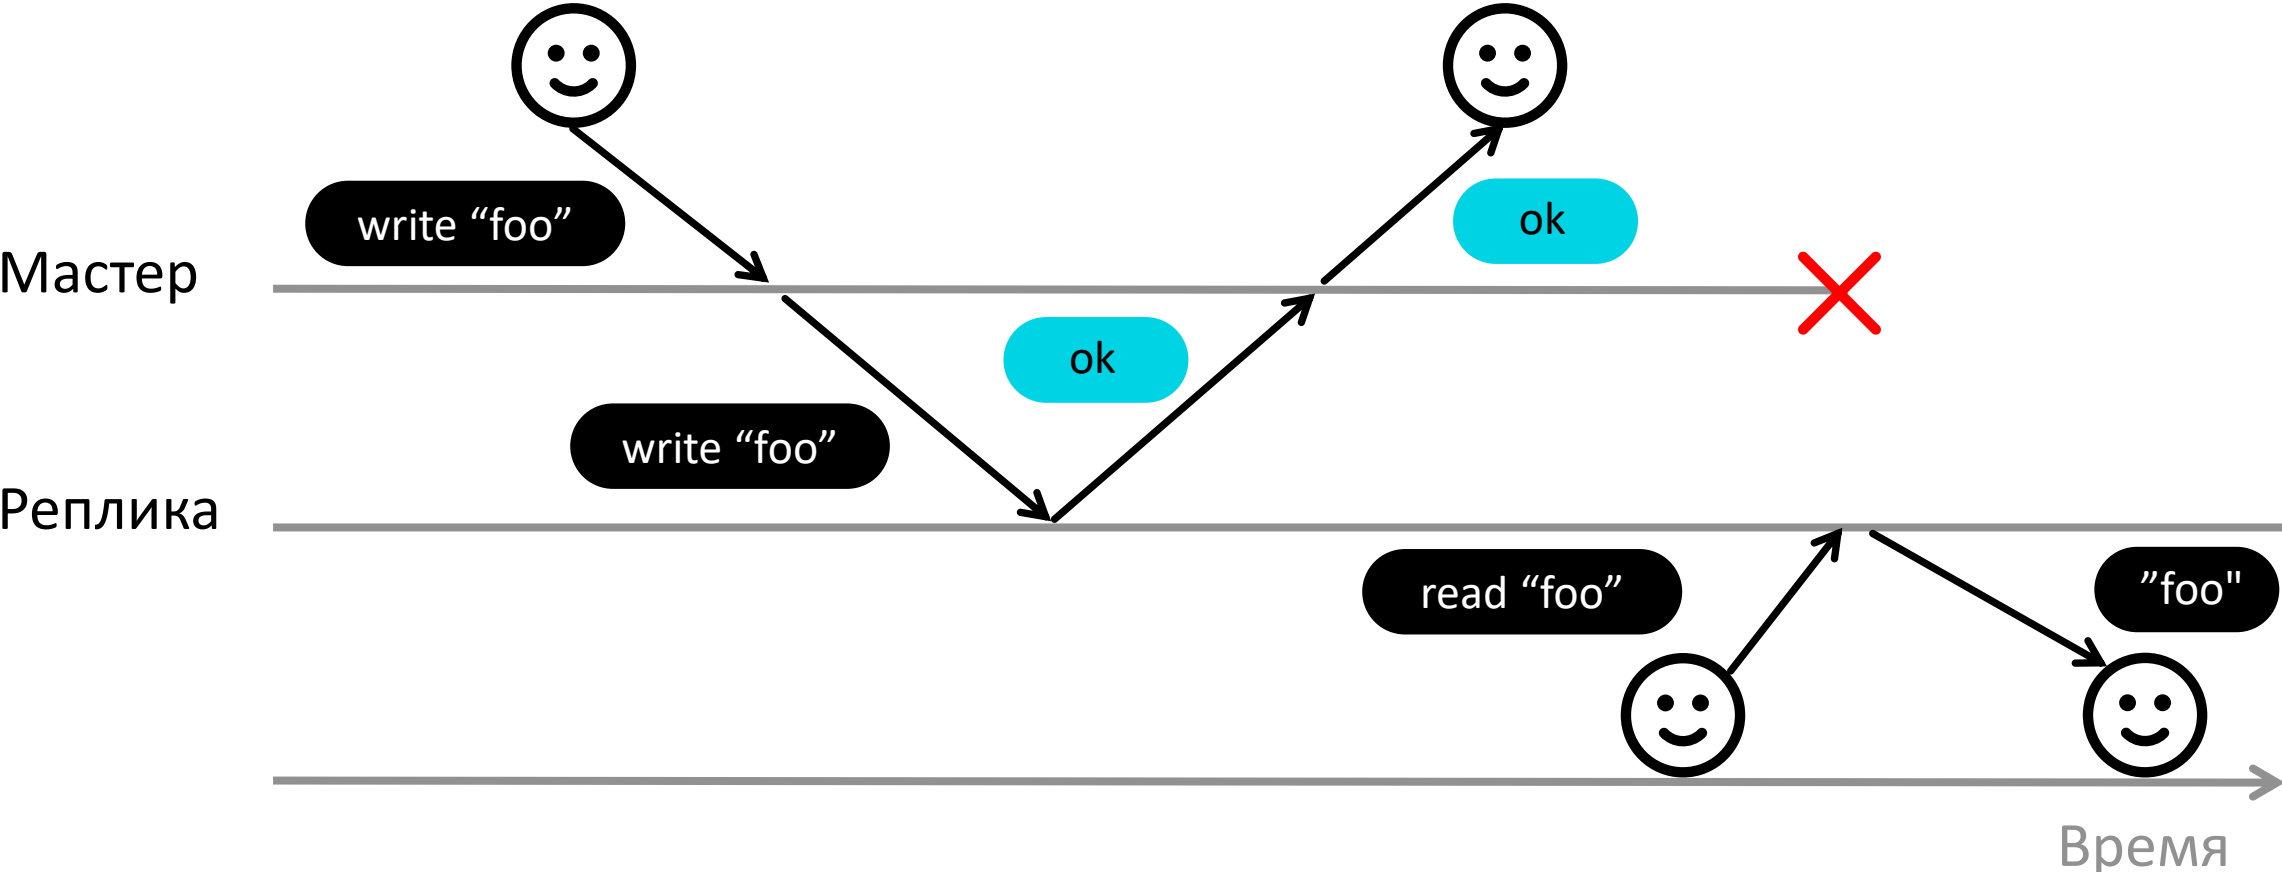 write “foo”
ok
Мастер
ok
write “foo”
Реплика
read “foo”
”foo"
Время